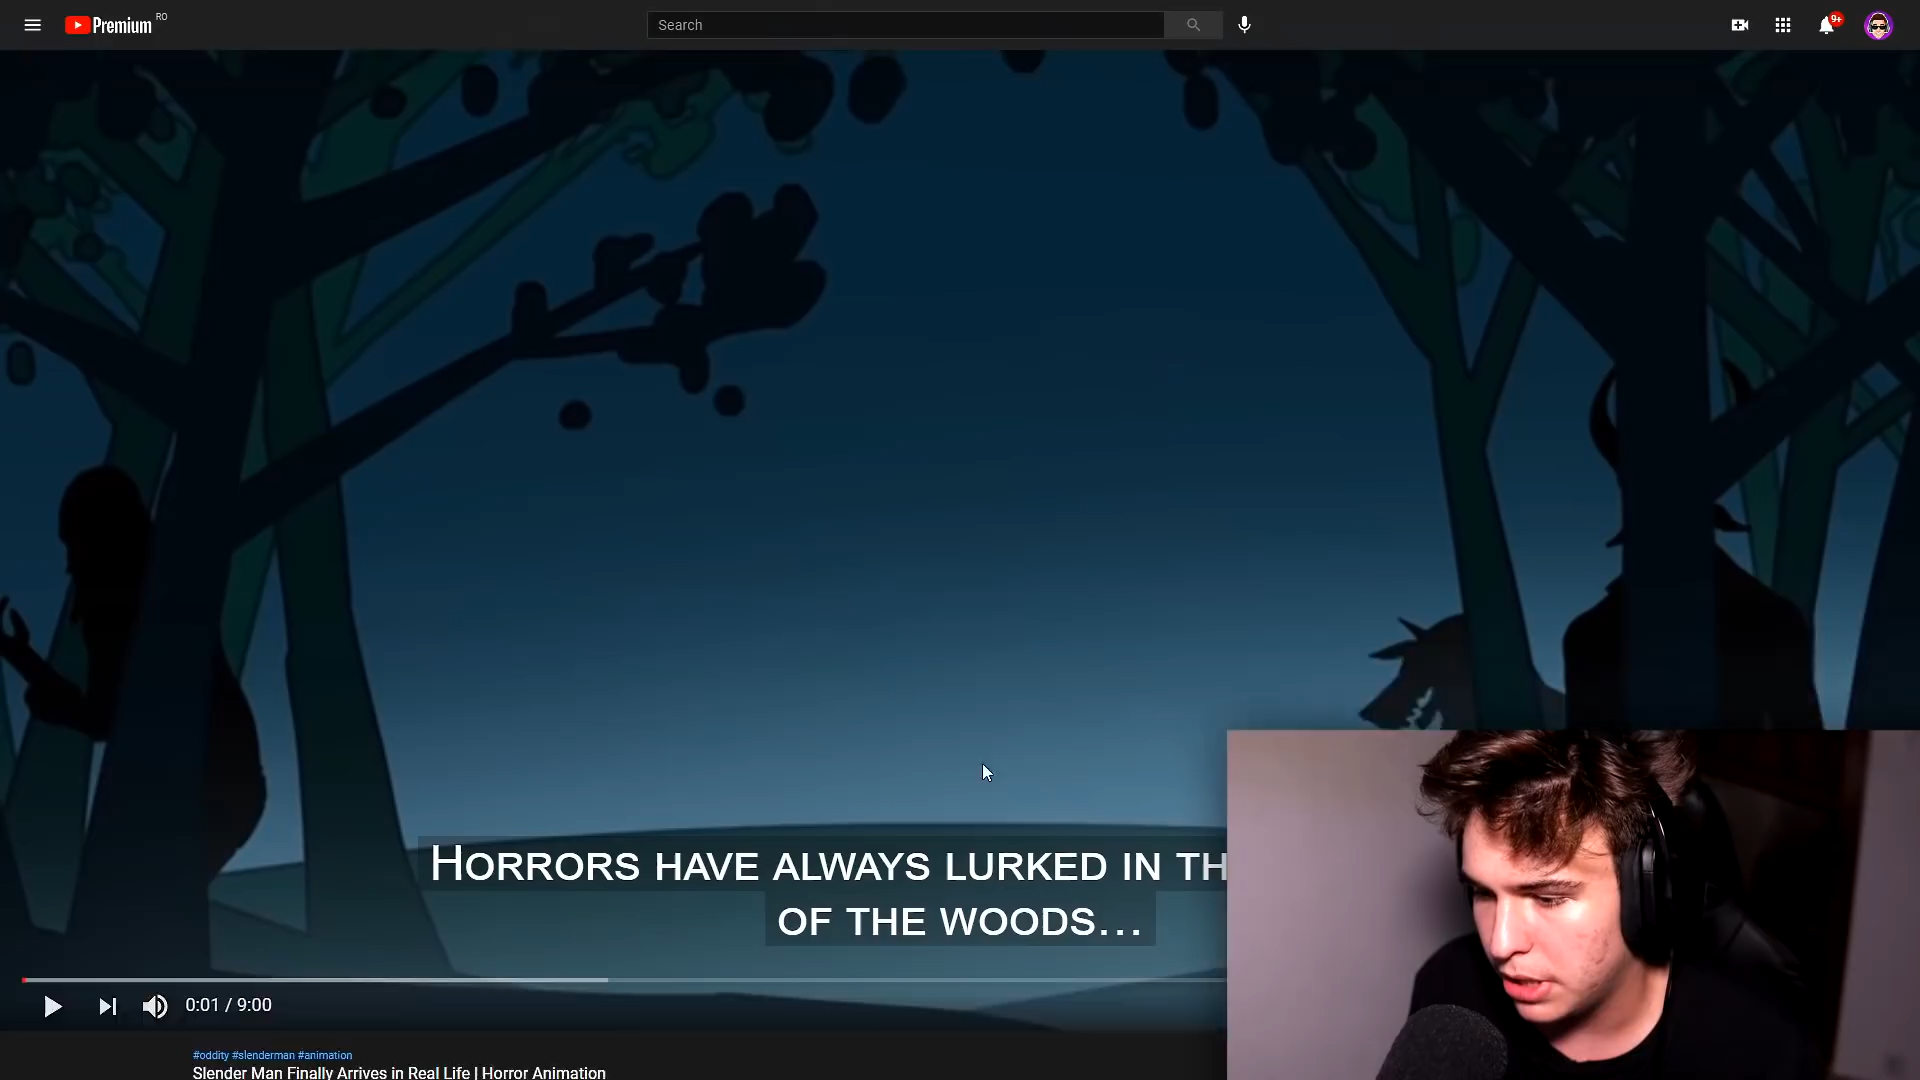 Premium RO
Search
9+
HORRORS HAVE ALWAYS LURKED IN
OF THE WOODS...
0:01 / 9:00
#oddity #slenderman #animation
Slender Man Finally Arrives in Real Life | Horror Animation